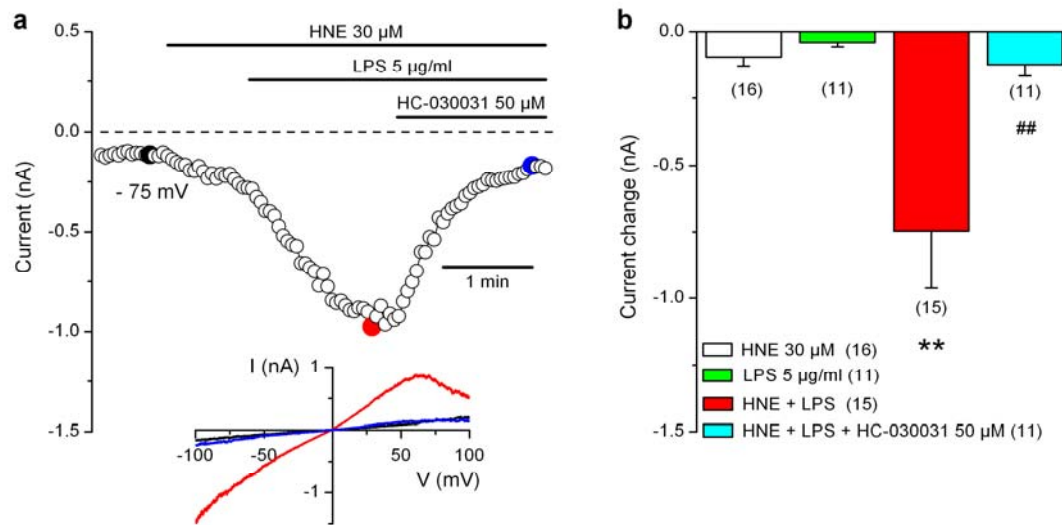 a
0.5
0.0
-0.5
-1.0
-1.5
Current (nA)
HNE 30 µM
LPS 5 µg/ml
HC-030031 50 µM
- 75 mV
1 min
I (nA)
1
-1
-100
-50
50
100
V (mV)
b
0.0
-0.5
-1.0
-1.5
Current change (nA)
(16)
(11)
(15)
**
(11)
##
HNE 30 µM (16)
LPS 5 µg/ml (11)
HNE + LPS (15)
HNE + LPS + HC-030031 50 µM (11)